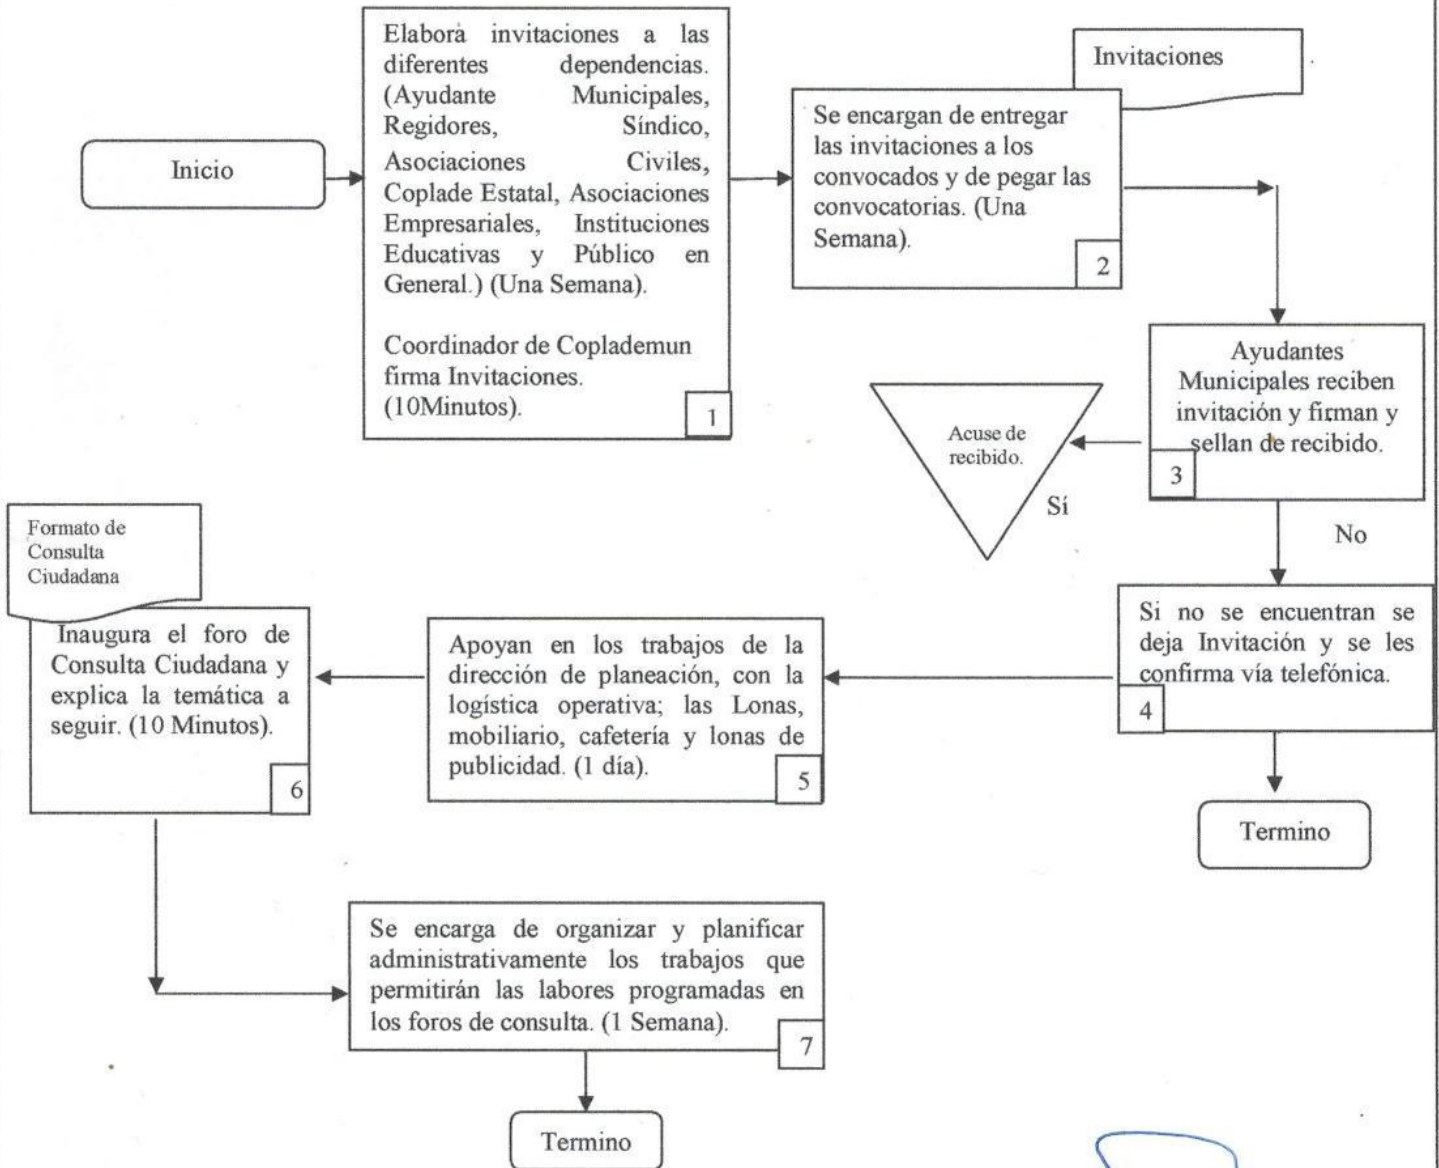 Inicio
Elabora invitaciones a las
diferentes dependencias.
(Ayudante Municipales,
Regidores, Síndico,
Asociaciones Civiles,
Coplade Estatal, Asociaciones
Empresariales, Instituciones
Educativas y Público en
General.) (Una Semana).
Coordinador de Coplademun
firma Invitaciones.
(10Minutos).
1
Invitaciones
Se encargan de entregar
las invitaciones a los
convocados y de pegar las
convocatorias. (Una
Semana).
2
Ayudantes
Municipales reciben
invitación y firman y
sellan de recibido.
3
Acuse de
recibido.
Sí
No
Si no se encuentran se
deja Invitación y se les
confirma vía telefónica.
4
Termino
Apoyan en los trabajos de la
dirección de planeación, con la
logística operativa; las Lonas,
mobiliario, cafetería y lonas de
publicidad. (1 día).
5
Formato de
Consulta
Ciudadana
Inaugura el foro de
Consulta Ciudadana y
explica la temática a
seguir. (10 Minutos).
6
Se encarga de organizar y planificar
administrativamente los trabajos que
permitirán las labores programadas en
los foros de consulta. (1 Semana).
7
Termino